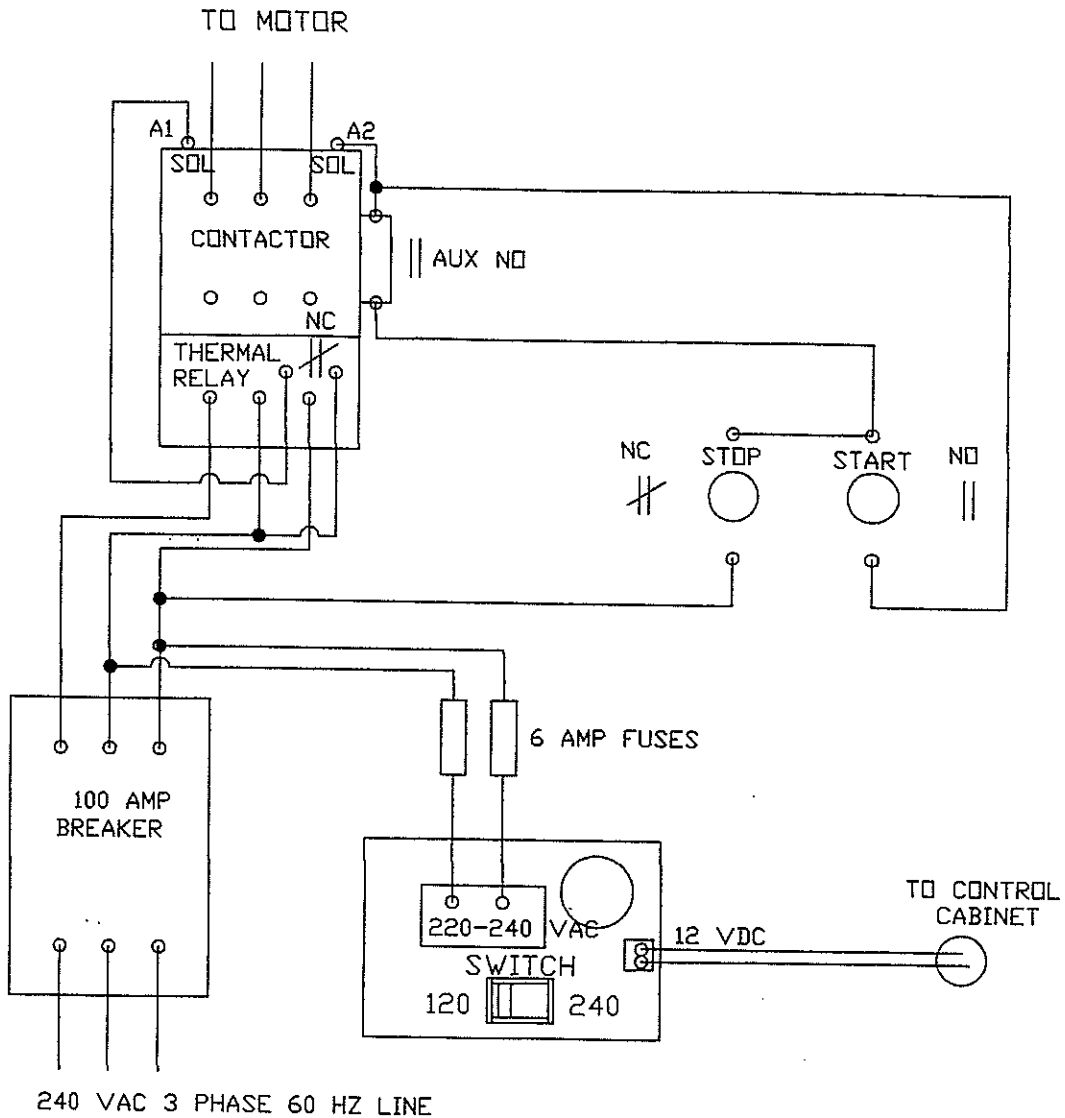 TO MOTOR
A1
A2
SOL
SOL
CONTACTOR
AUX NO
NC
THERMAL
RELAY
NC
STOP
START
NO
6 AMP FUSES
100 AMP
BREAKER
220-240 VAC
12 VDC
TO CONTROL
CABINET
SWITCH
120
240
240 VAC 3 PHASE 60 HZ LINE